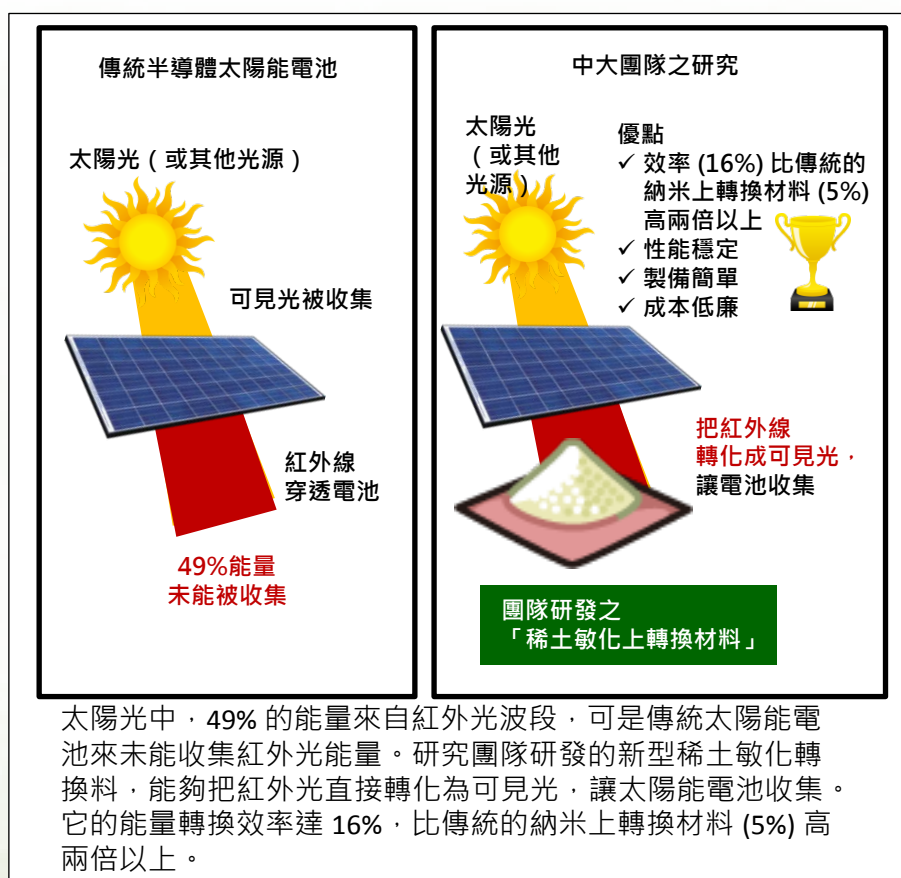 傳統半導體太陽能電池
太陽光（或其他光源）
可見光被收集
紅外線
穿透電池
49%能量
未能被收集
中大團隊之研究
太陽光
（或其他
光源）
優點
✓ 效率 (16%) 比傳統的
納米上轉換材料 (5%)
高兩倍以上
✓ 性能穩定
✓ 製備簡單
✓ 成本低廉
#1
把紅外線
轉化成可見光，
讓電池收集
團隊研發之
「稀土敏化上轉換材料」
太陽光中，49% 的能量來自紅外光波段，可是傳統太陽能電
池來未能收集紅外光能量。研究團隊研發的新型稀土敏化轉
換料，能夠把紅外光直接轉化為可見光，讓太陽能電池收集。
它的能量轉換效率達 16%，比傳統的納米上轉換材料 (5%) 高
兩倍以上。